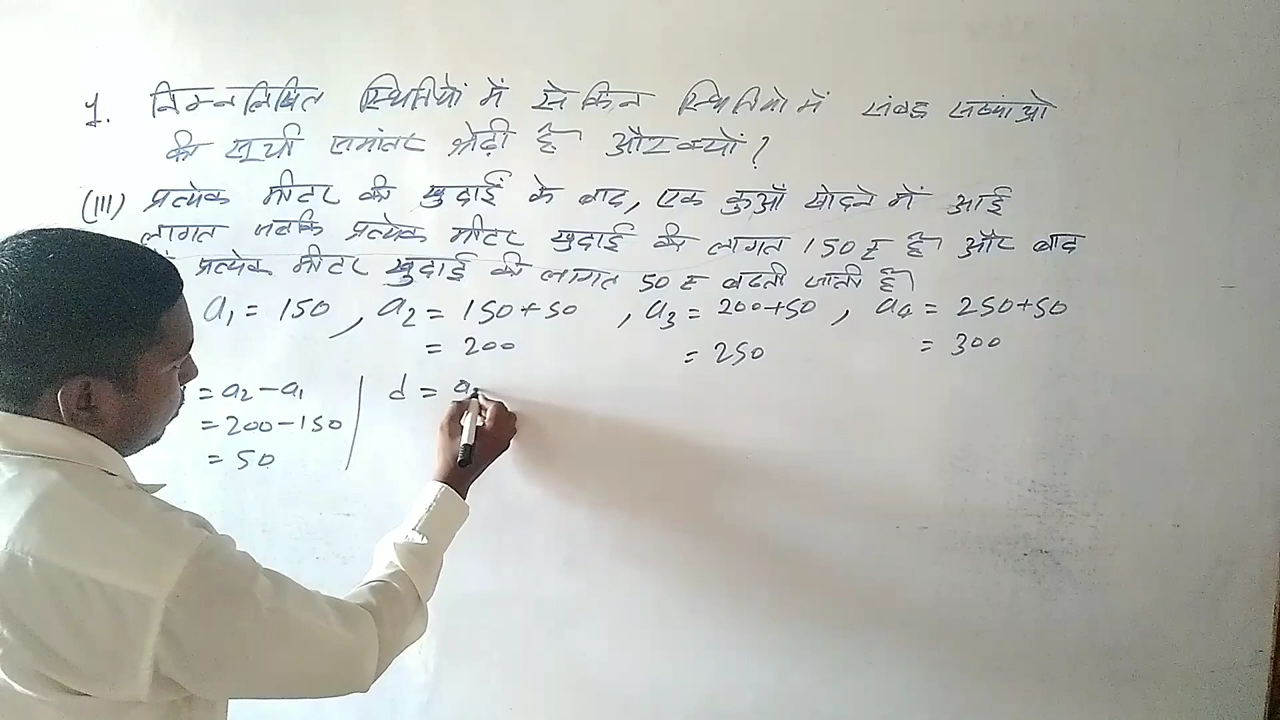 1. निम्नलिखित स्थितियों में से किन स्थितियो में संबद्ध संख्याओ
की सूची समांतर श्रेढ़ी है और क्यों?
(III) प्रत्येक मीटर की खुदाई के बाद, एक कुआँ खोदने में आई
लागत जबकि प्रत्येक मीटर खुदाई की लागत 150 रु है और बाद
प्रत्येक मीटर खुदाई की लागत 50 रु बढती जाती है।
a₁ = 150 , a₂ = 150+50 , a₃ = 200+50 , a₄ = 250+50
= 200 = 250 = 300
= a₂ - a₁ | d = a
= 200 - 150
= 50